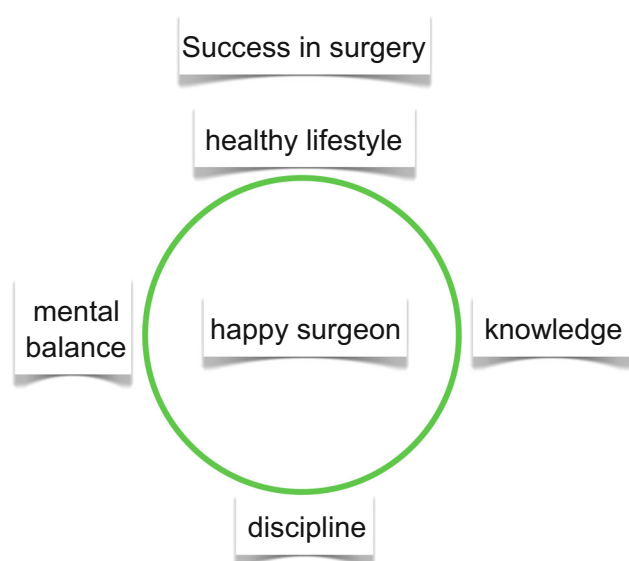 Success in surgery
healthy lifestyle
mental
balance
happy surgeon
knowledge
discipline